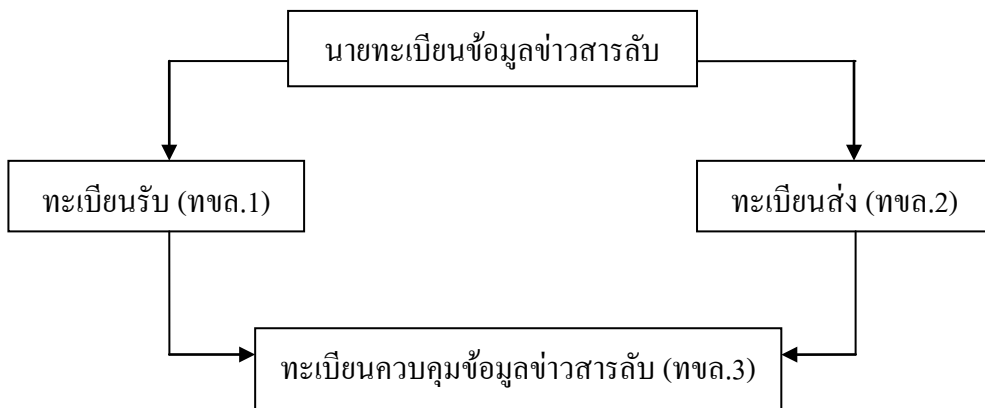 นายทะเบียนข้อมูลข่าวสารลับ
ทะเบียนรับ (ทขล.1)
ทะเบียนส่ง (ทขล.2)
ทะเบียนควบคุมข้อมูลข่าวสารลับ (ทขล.3)